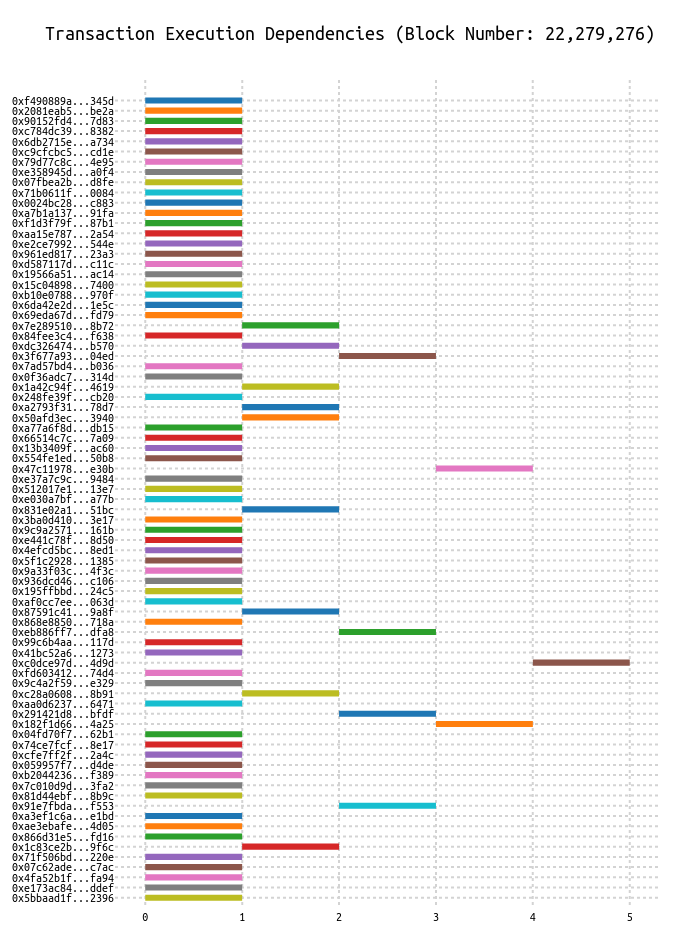 Transaction Execution Dependencies (Block Number: 22,279,276)
0xf490889a...345d
0x2081eab5...be2a
0x90152fd4...7d83
0xc784dc39...8382
0x6db2715e...a734
0xc9cfcbc5...cd1e
0x79d77c8c...4e95
0xe358945d...a0f4
0x07fbea2b...d8fe
0x71b0611f...0084
0x0024bc28...c883
0xa7b1a137...91fa
0xf1d3f79f...87b1
0xaa15e787...2a54
0xe2ce7992...544e
0x961ed817...23a3
0xd587117d...c11c
0x19566a51...ac14
0x15c04898...7400
0xb10e0788...970f
0x6da42e2d...1e5c
0x69eda67d...fd79
0x7e289510...8b72
0x84fee3c4...f638
0xdc326474...b570
0x3f677a93...04ed
0x7ad57bd4...b036
0x0f36adc7...314d
0x1a42c94f...4619
0x248fe39f...cb20
0xa2793f31...78d7
0x50afd3ec...3940
0xa77a6f8d...db15
0x66514c7c...7a09
0x13b3409f...ac60
0x554fe1ed...50b8
0x47c11978...e30b
0xe37a7c9c...9484
0x512017e1...13e7
0xe030a7bf...a77b
0x831e02a1...51bc
0x3ba0d410...3e17
0x9c9a2571...161b
0xe441c78f...8d50
0x4efcd5bc...8ed1
0x5f1c2928...1385
0x9a33f03c...4f3c
0x936dcd46...c106
0x195ffbbd...24c5
0xaf0cc7ee...063d
0x87591c41...9a8f
0x868e8850...718a
0xeb886ff7...dfa8
0x99c6b4aa...117d
0x41bc52a6...1273
0xc0dce97d...4d9d
0xfd603412...74d4
0x9c4a2f59...e329
0xc28a0608...8b91
0xaa0d6237...6471
0x291421d8...bfdf
0x182f1d66...4a25
0x04fd70f7...62b1
0x74ce7fcf...8e17
0xcfe7ff2f...2a4c
0x059957f7...d4de
0xb2044236...f389
0x7c010d9d...3fa2
0x81d44ebf...8b9c
0x91e7fbda...f553
0xa3ef1c6a...e1bd
0xae3ebafe...4d05
0x866d31e5...fd16
0x1c83ce2b...9f6c
0x71f506bd...220e
0x07c62ade...c7ac
0x4fa52b1f...fa94
0xe173ac84...ddef
0x5bbaad1f...2396
0 1 2 3 4 5